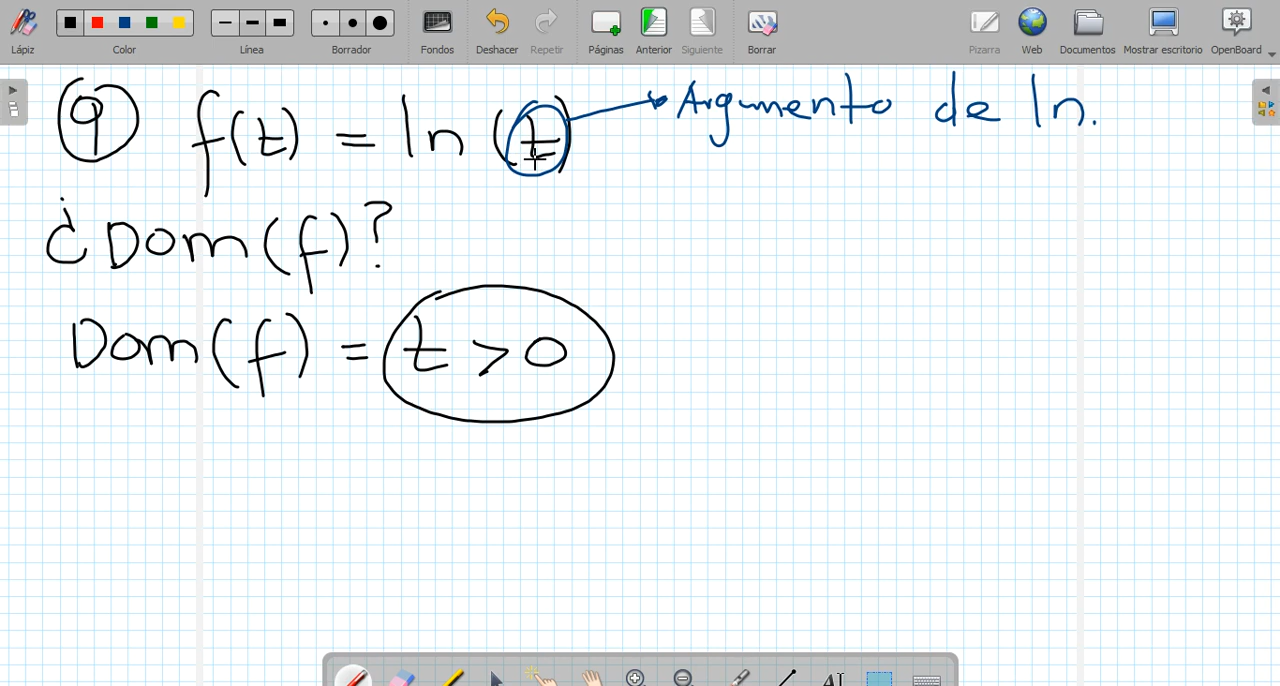 Lápiz Color Línea Borrador Fondos Deshacer Repetir Páginas Anterior Siguiente Borrar Pizarra Web Documentos Mostrar escritorio OpenBoard
9 f(t) = ln (t) Argmento de ln.
¿Dom(f)?
Dom(f) = t > 0